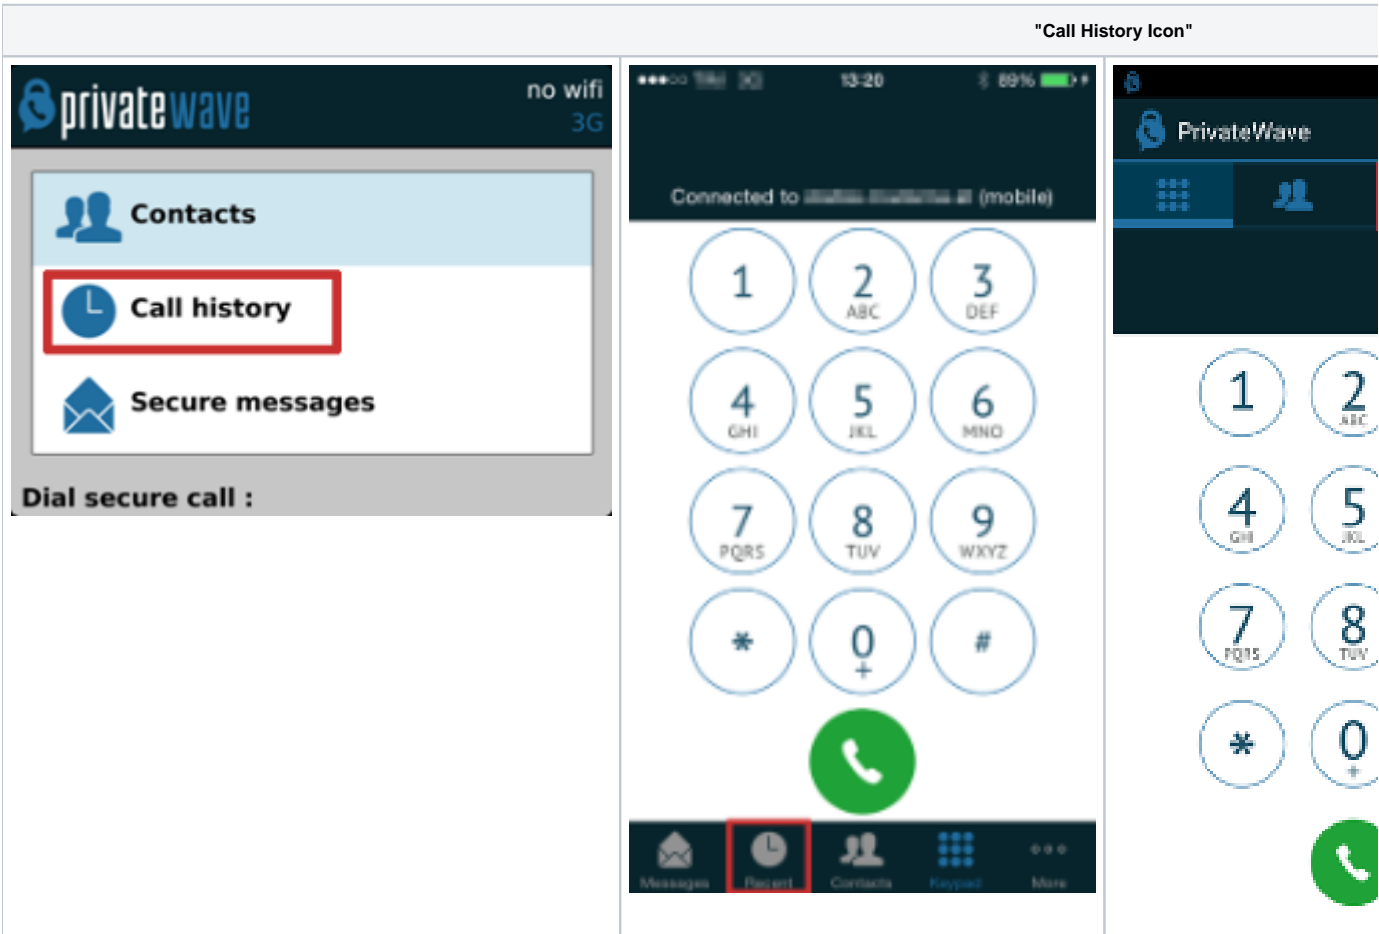 "Call History Icon"
privatewave
no wifi
3G
Contacts
Call history
Secure messages
Dial secure call :
13:20
89%
Connected to
(mobile)
1
2
ABC
3
DEF
4
GHI
5
JKL
6
MNO
7
PQRS
8
TUV
9
WXYZ
*
0
+
#
Messages
Recent
Contacts
Keypad
More
PrivateWave
1
2
ABC
4
GHI
5
JKL
7
PQRS
8
TUV
*
0
+